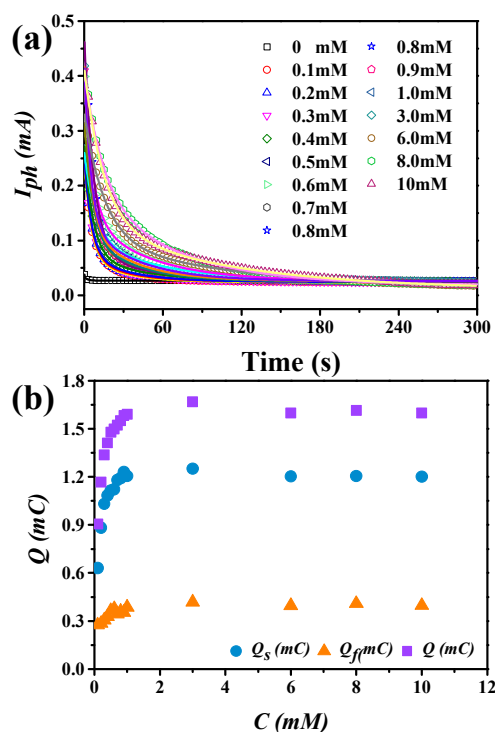 (a)
0.5
0.4
0.3
0.2
0.1
0.0
I_ph (mA)
0 mM
0.1mM
0.2mM
0.3mM
0.4mM
0.5mM
0.6mM
0.7mM
0.8mM
0.8mM
0.9mM
1.0mM
3.0mM
6.0mM
8.0mM
10mM
0 60 120 180 240 300
Time (s)
(b)
1.8
1.5
1.2
0.9
0.6
0.3
0.0
Q (mC)
Q_s (mC) Q_f(mC) Q (mC)
0 2 4 6 8 10 12
C (mM)